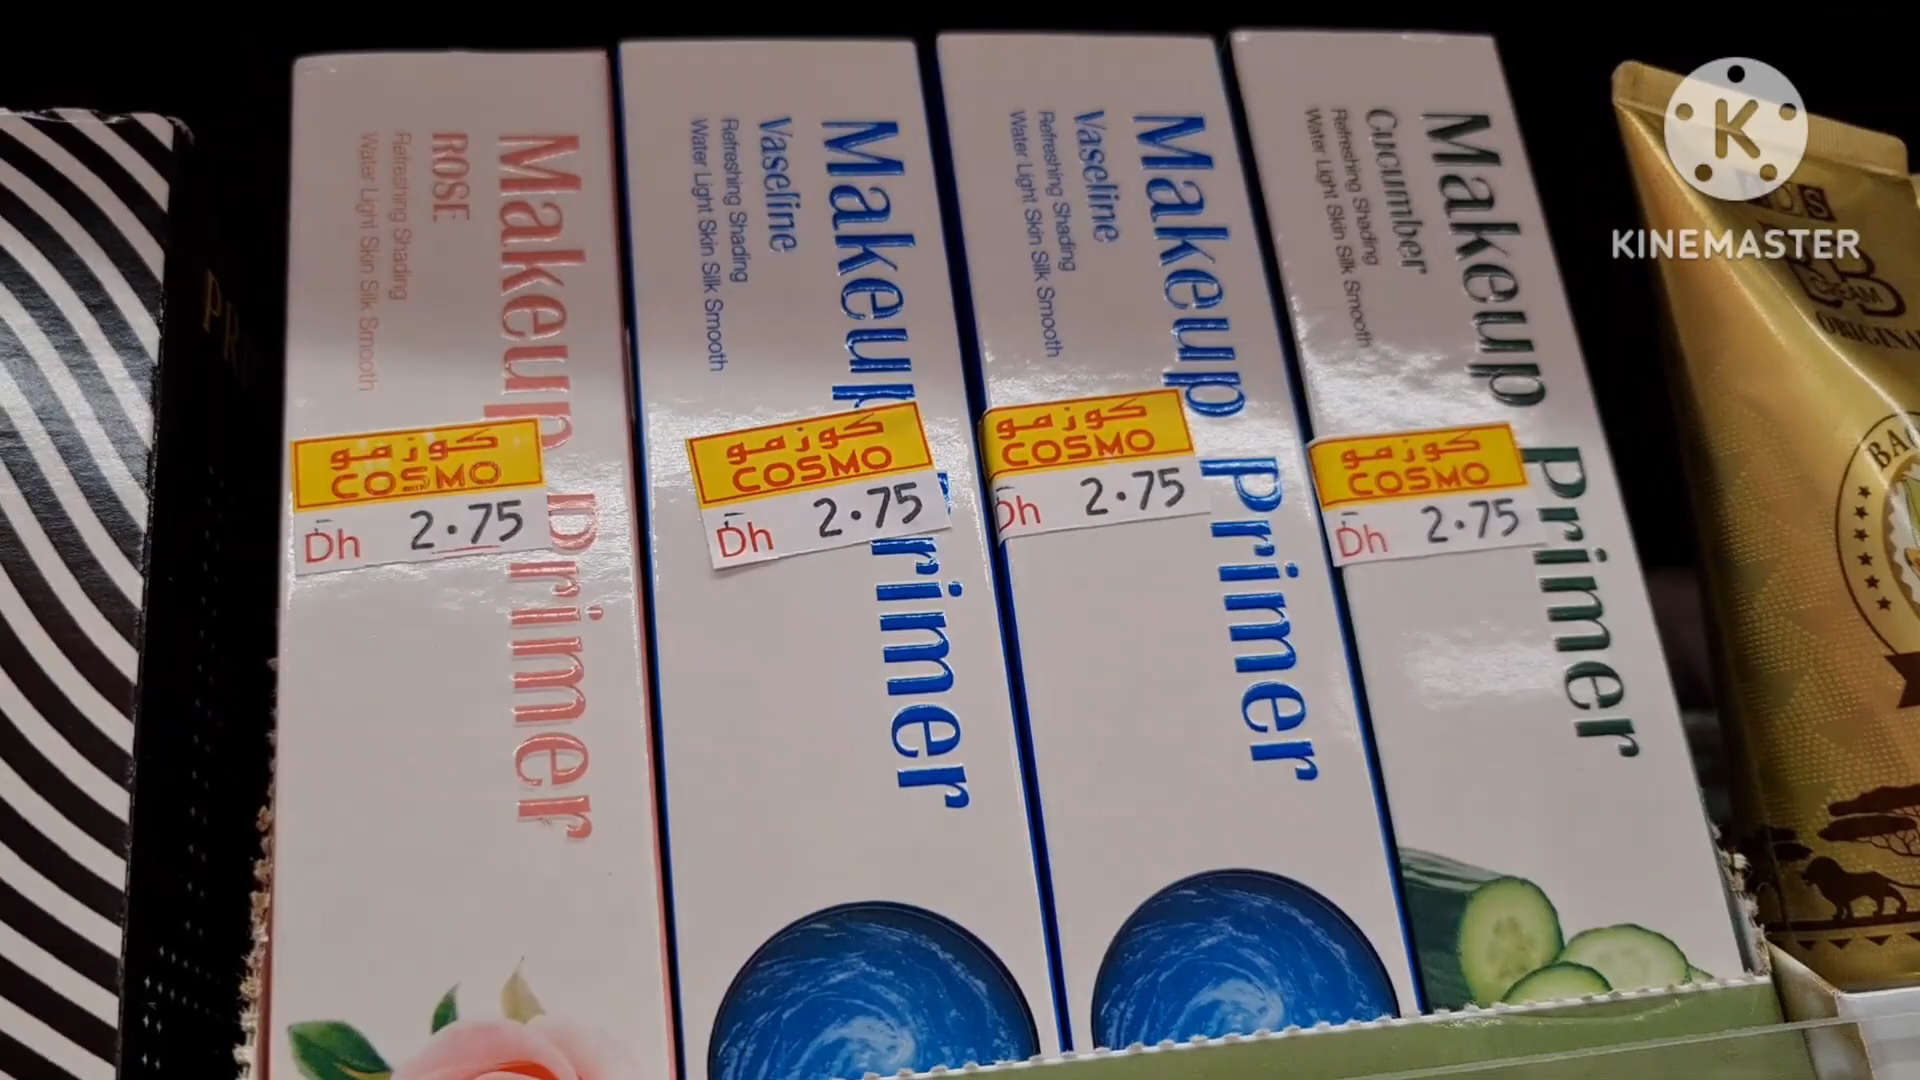 Makeup Primer
ROSE
Refreshing Shading
Water Light Skin Silk Smooth
كوزمو
COSMO
Dh 2.75
Makeup Primer
Vaseline
Refreshing Shading
Water Light Skin Silk Smooth
كوزمو
COSMO
Dh 2.75
Makeup Primer
Vaseline
Refreshing Shading
Water Light Skin Silk Smooth
كوزمو
COSMO
Dh 2.75
Makeup Primer
Cucumber
Refreshing Shading
Water Light Skin Silk Smooth
كوزمو
COSMO
Dh 2.75
K
KINEMASTER
CREAM